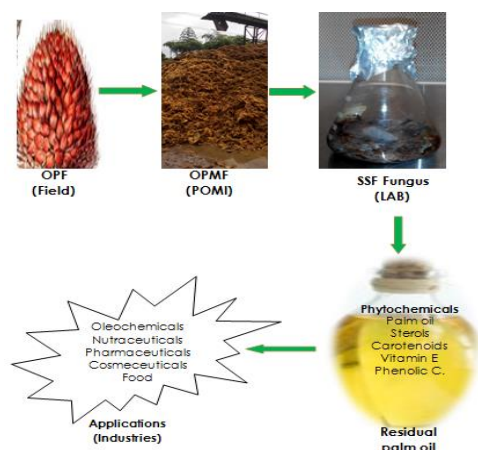 OPF
(Field)
OPMF
(POMI)
SSF Fungus
(LAB)
Phytochemicals
Palm oil
Sterols
Carotenoids
Vitamin E
Phenolic C.
Residual
palm oil
Oleochemicals
Nutraceuticals
Pharmaceuticals
Cosmeceuticals
Food
Applications
(Industries)